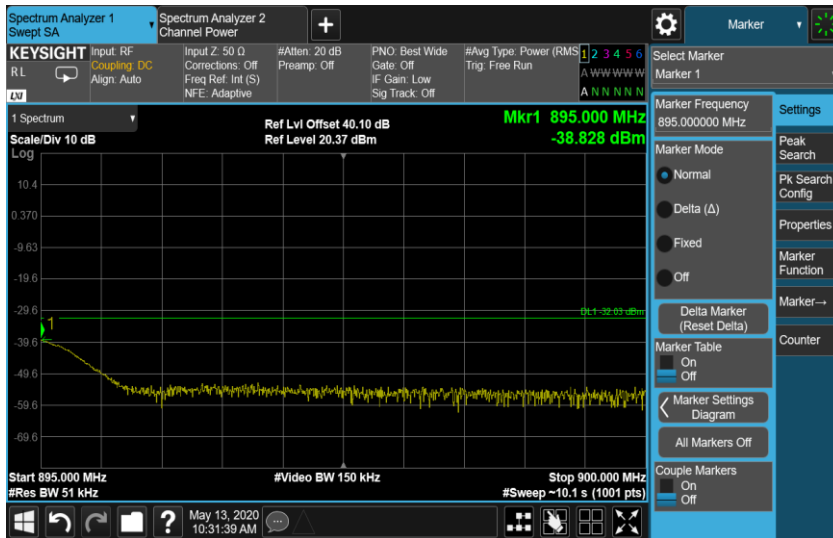 Spectrum Analyzer 1
Swept SA
Spectrum Analyzer 2
Channel Power
Marker
KEYSIGHT
R L
LXI
Input: RF
Coupling: DC
Align: Auto
Input Z: 50 Ω
Corrections: Off
Freq Ref: Int (S)
NFE: Adaptive
#Atten: 20 dB
Preamp: Off
PNO: Best Wide
Gate: Off
IF Gain: Low
Sig Track: Off
#Avg Type: Power (RMS
Trig: Free Run
1 2 3 4 5 6
A W W W W W
A N N N N N
Select Marker
Marker 1
1 Spectrum
Scale/Div 10 dB
Ref Lvl Offset 40.10 dB
Ref Level 20.37 dBm
Mkr1 895.000 MHz
-38.828 dBm
Log
10.4
0.370
-9.63
-19.6
-29.6
-39.6
-49.6
-59.6
-69.6
1
DL1 -32.03 dBm
Start 895.000 MHz
#Res BW 51 kHz
#Video BW 150 kHz
Stop 900.000 MHz
#Sweep ~10.1 s (1001 pts)
Marker Frequency
895.000000 MHz
Marker Mode
Normal
Delta (Δ)
Fixed
Off
Delta Marker
(Reset Delta)
Marker Table
On
Off
Marker Settings
Diagram
All Markers Off
Couple Markers
On
Off
Settings
Peak
Search
Pk Search
Config
Properties
Marker
Function
Marker→
Counter
May 13, 2020
10:31:39 AM